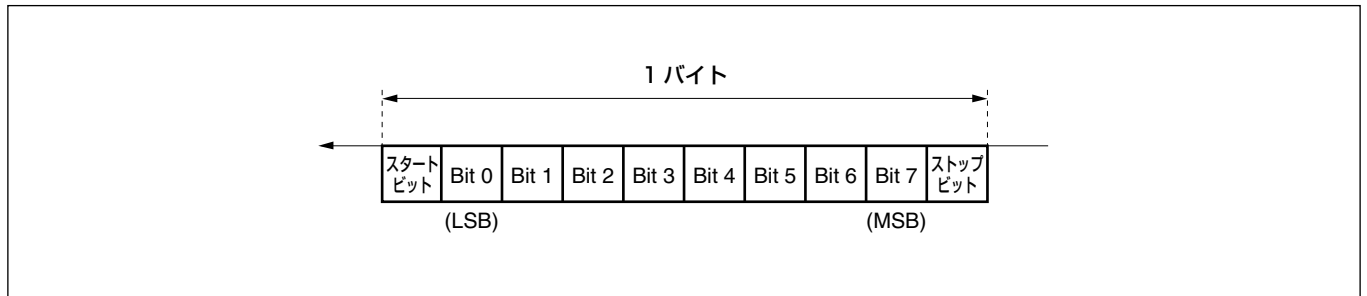 1 バイト
スタート
ビット
Bit 0
Bit 1
Bit 2
Bit 3
Bit 4
Bit 5
Bit 6
Bit 7
ストップ
ビット
(LSB)
(MSB)